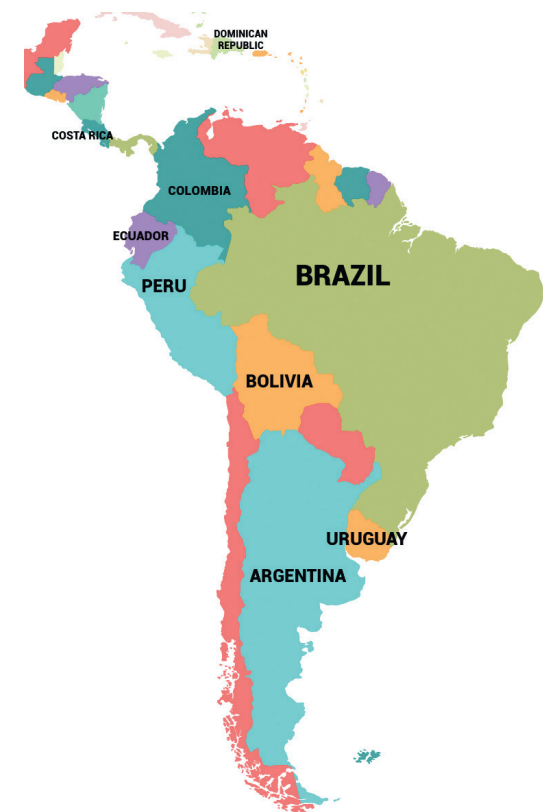 DOMINICAN
REPUBLIC
COSTA RICA
COLOMBIA
ECUADOR
PERU
BRAZIL
BOLIVIA
URUGUAY
ARGENTINA